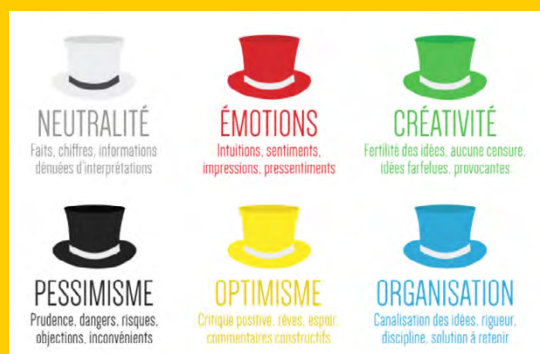 NEUTRALITÉ
Faits, chiffres, informations
dénuées d'interprétations
ÉMOTIONS
Intuitions, sentiments,
impressions, pressentiments
CRÉATIVITÉ
Fertilité des idées, aucune censure,
idées farfelues, provocantes
PESSIMISME
Prudence, dangers, risques,
objections, inconvénients
OPTIMISME
Critique positive, rêves, espoir,
commentaires constructifs
ORGANISATION
Canalisation des idées, rigueur,
discipline, solution à retenir